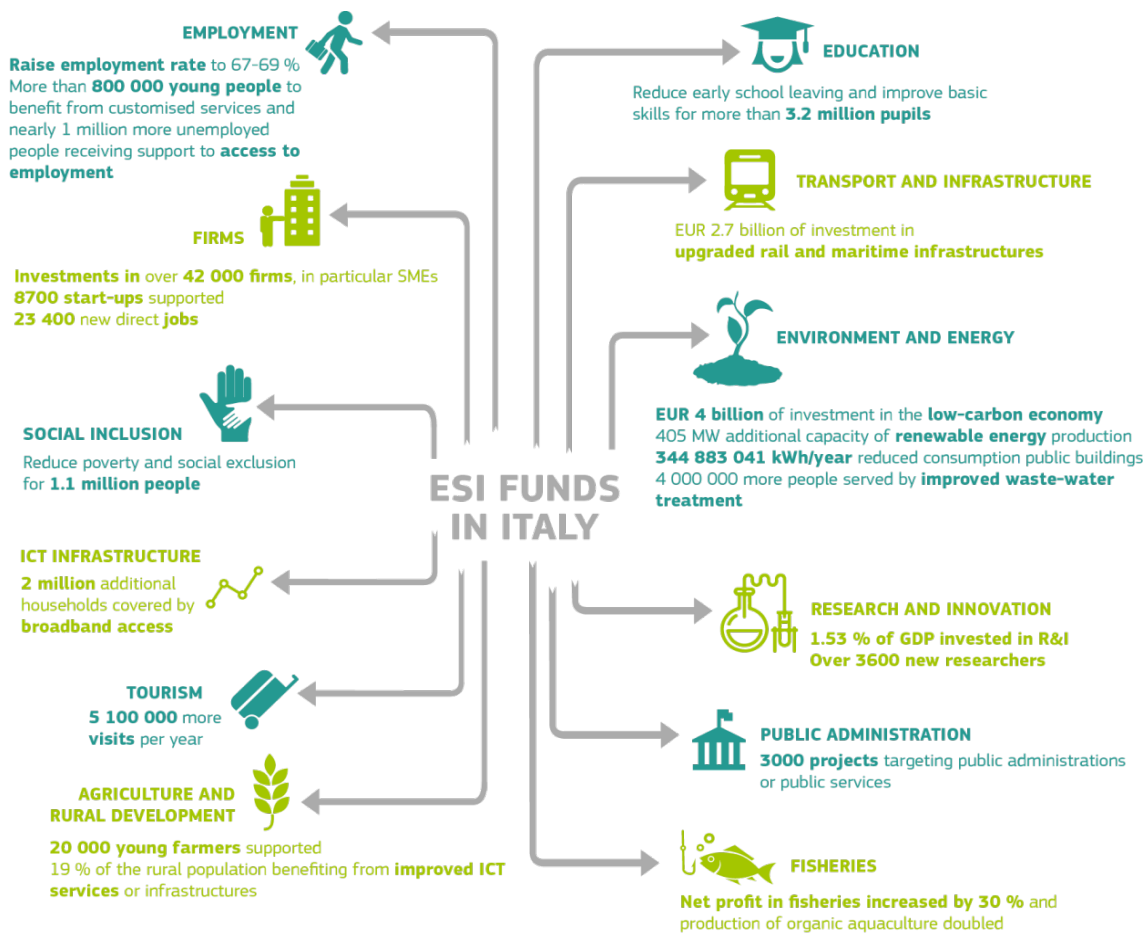 EMPLOYMENT
Raise employment rate to 67-69 %
More than 800 000 young people to
benefit from customised services and
nearly 1 million more unemployed
people receiving support to access to
employment
FIRMS
Investments in over 42 000 firms, in particular SMEs
8700 start-ups supported
23 400 new direct jobs
SOCIAL INCLUSION
Reduce poverty and social exclusion
for 1.1 million people
ICT INFRASTRUCTURE
2 million additional
households covered by
broadband access
TOURISM
5 100 000 more
visits per year
AGRICULTURE AND
RURAL DEVELOPMENT
20 000 young farmers supported
19 % of the rural population benefiting from improved ICT
services or infrastructures
ESI FUNDS
IN ITALY
EDUCATION
Reduce early school leaving and improve basic
skills for more than 3.2 million pupils
TRANSPORT AND INFRASTRUCTURE
EUR 2.7 billion of investment in
upgraded rail and maritime infrastructures
ENVIRONMENT AND ENERGY
EUR 4 billion of investment in the low-carbon economy
405 MW additional capacity of renewable energy production
344 883 041 kWh/year reduced consumption public buildings
4 000 000 more people served by improved waste-water
treatment
RESEARCH AND INNOVATION
1.53 % of GDP invested in R&I
Over 3600 new researchers
PUBLIC ADMINISTRATION
3000 projects targeting public administrations
or public services
FISHERIES
Net profit in fisheries increased by 30 % and
production of organic aquaculture doubled